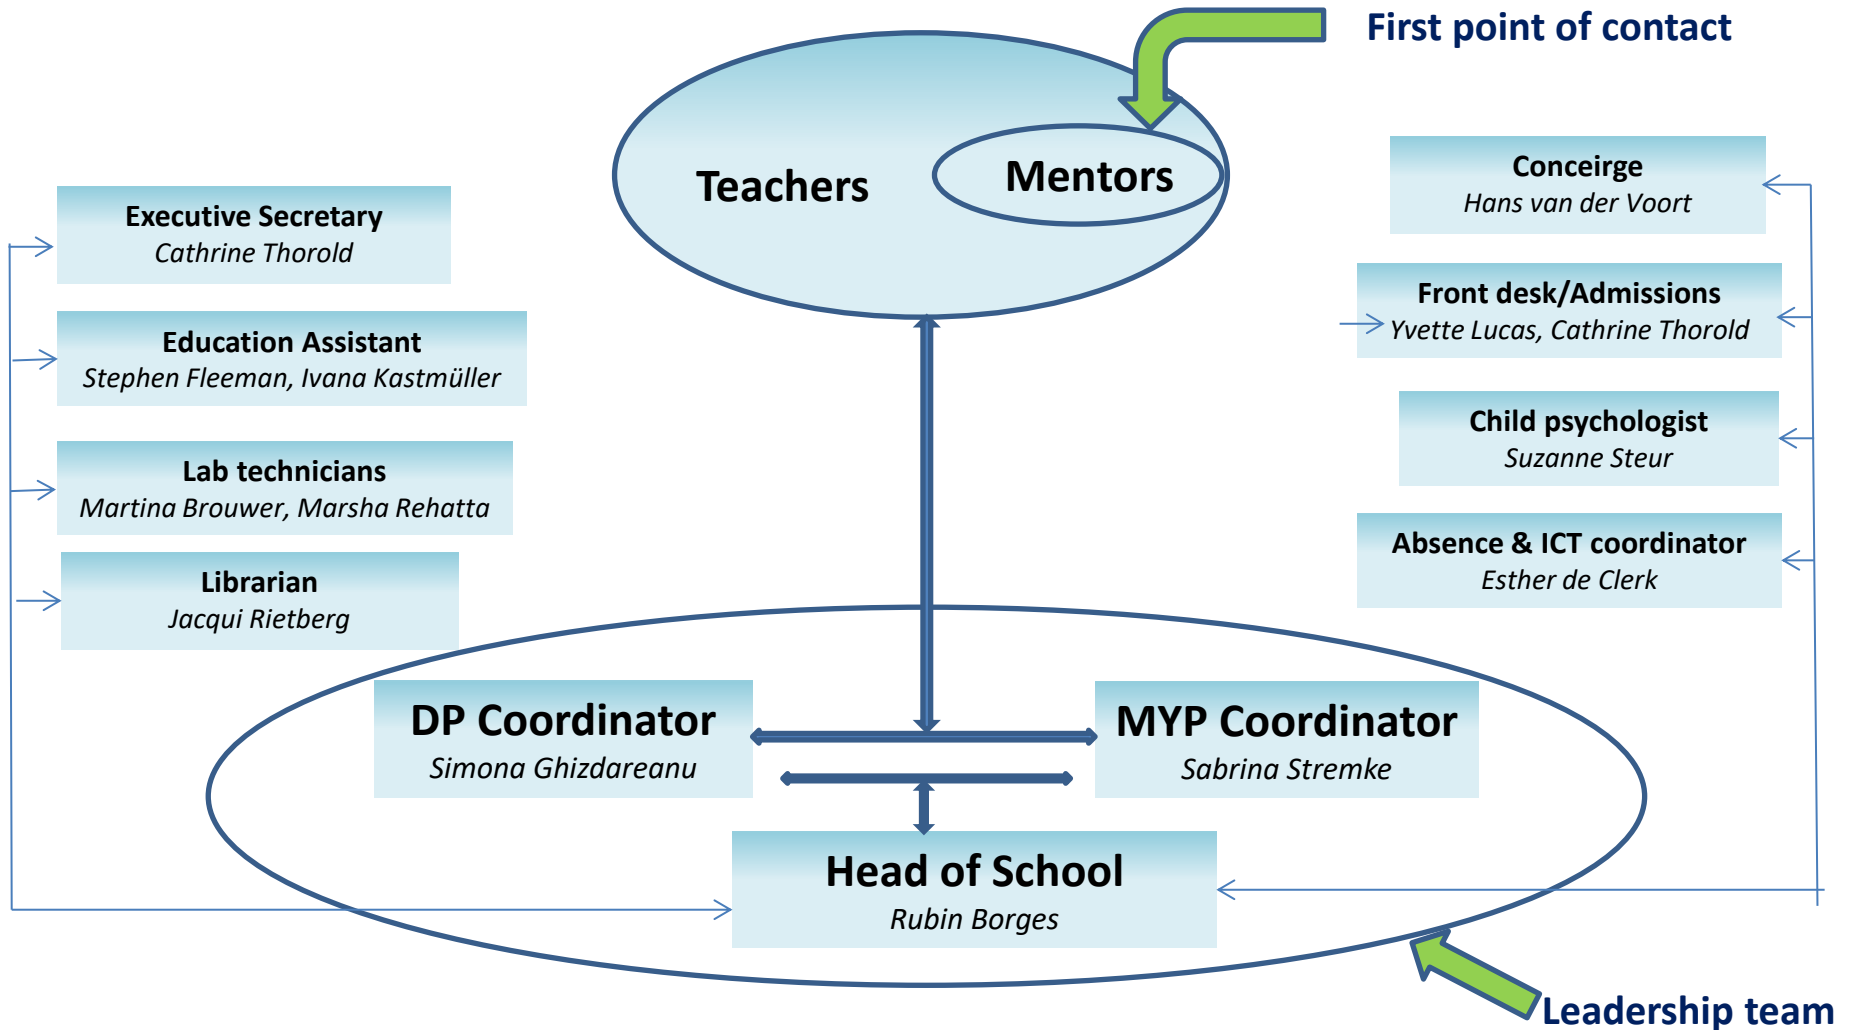 First point of contact
Teachers
Mentors
Executive Secretary
Cathrine Thorold
Education Assistant
Stephen Fleeman, Ivana Kastmüller
Lab technicians
Martina Brouwer, Marsha Rehatta
Librarian
Jacqui Rietberg
Conceirge
Hans van der Voort
Front desk/Admissions
Yvette Lucas, Cathrine Thorold
Child psychologist
Suzanne Steur
Absence & ICT coordinator
Esther de Clerk
DP Coordinator
Simona Ghizdareanu
MYP Coordinator
Sabrina Stremke
Head of School
Rubin Borges
Leadership team